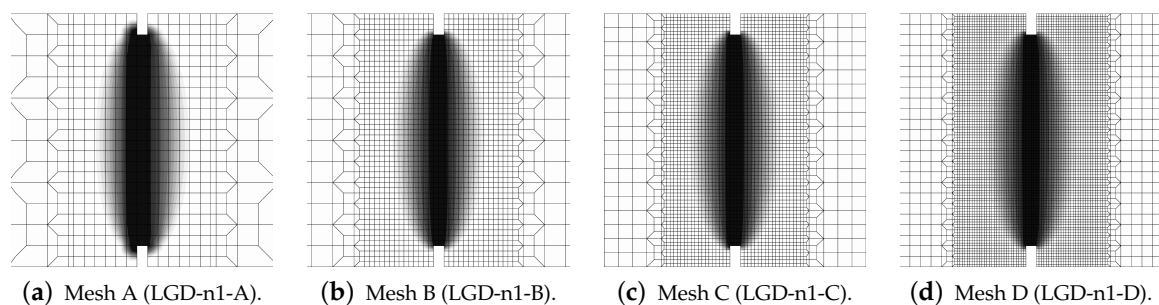 (a) Mesh A (LGD-n1-A).
(b) Mesh B (LGD-n1-B).
(c) Mesh C (LGD-n1-C).
(d) Mesh D (LGD-n1-D).